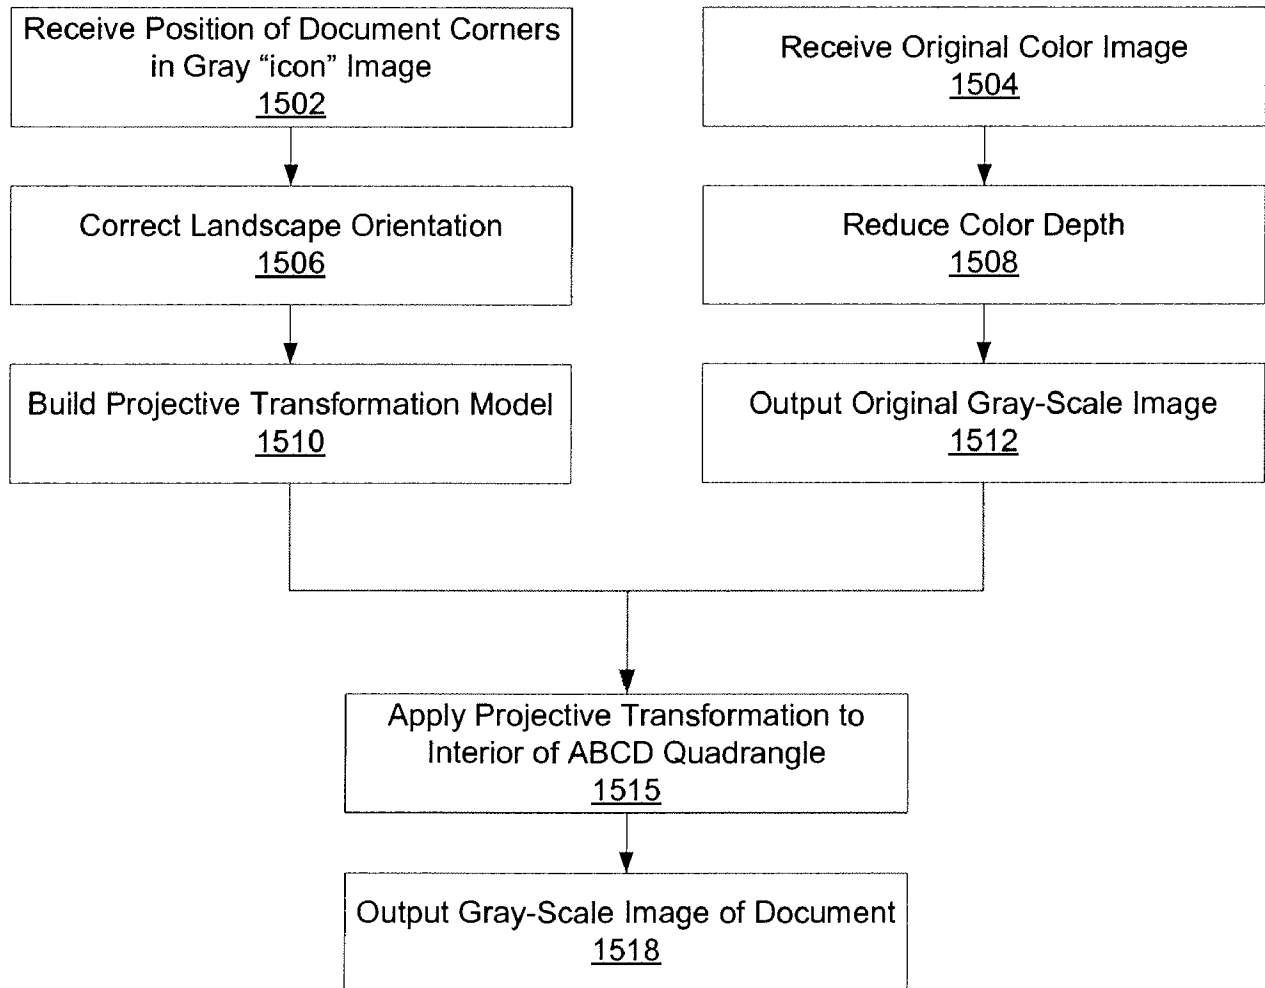 Receive Position of Document Corners
in Gray “icon” Image
1502
Receive Original Color Image
1504
Correct Landscape Orientation
1506
Reduce Color Depth
1508
Build Projective Transformation Model
1510
Output Original Gray-Scale Image
1512
Apply Projective Transformation to
Interior of ABCD Quadrangle
1515
Output Gray-Scale Image of Document
1518